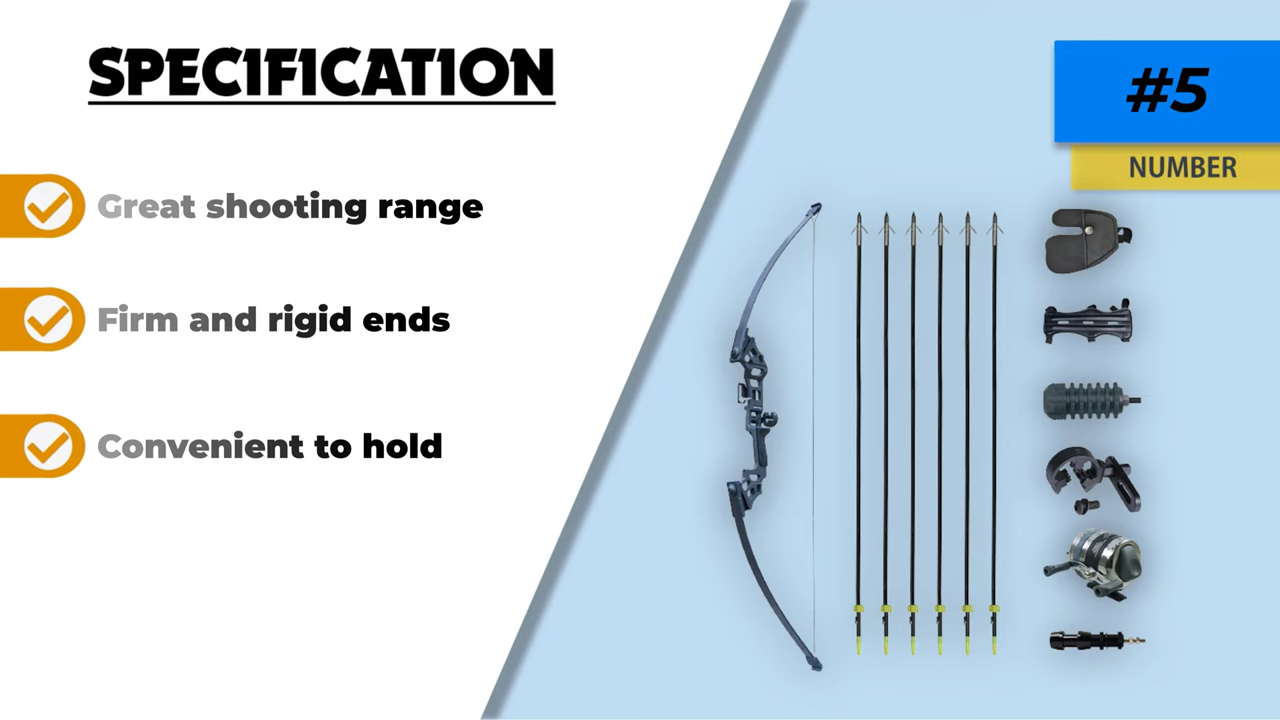 SPECIFICATION
#5
NUMBER
Great shooting range
Firm and rigid ends
Convenient to hold